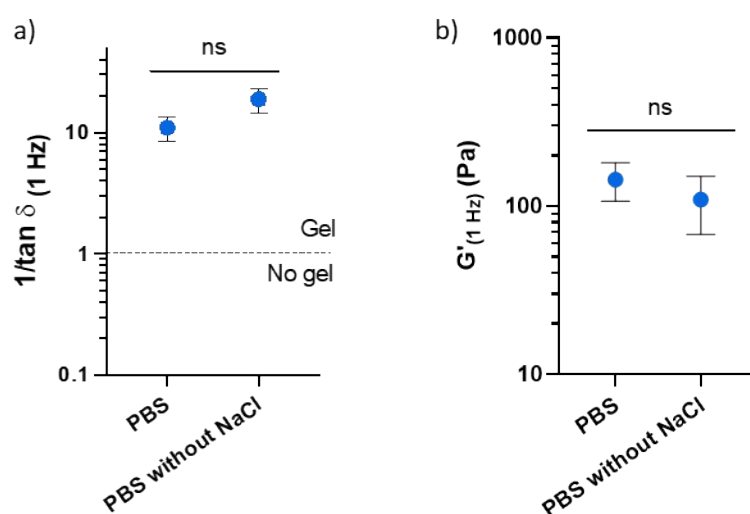 a)
ns
10
1
0.1
1/tan δ (1 Hz)
Gel
No gel
PBS
PBS without NaCl
b)
ns
1000
100
10
G'(1 Hz) (Pa)
PBS
PBS without NaCl